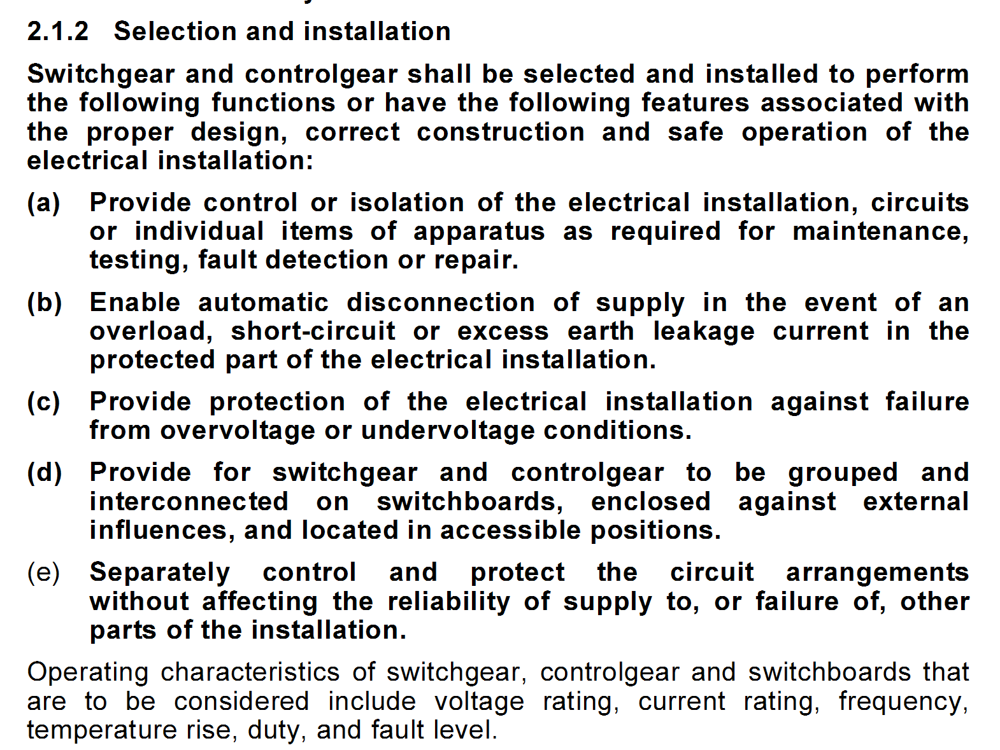 2.1.2 Selection and installation
Switchgear and controlgear shall be selected and installed to perform
the following functions or have the following features associated with
the proper design, correct construction and safe operation of the
electrical installation:
(a) Provide control or isolation of the electrical installation, circuits
or individual items of apparatus as required for maintenance,
testing, fault detection or repair.
(b) Enable automatic disconnection of supply in the event of an
overload, short-circuit or excess earth leakage current in the
protected part of the electrical installation.
(c) Provide protection of the electrical installation against failure
from overvoltage or undervoltage conditions.
(d) Provide for switchgear and controlgear to be grouped and
interconnected on switchboards, enclosed against external
influences, and located in accessible positions.
(e) Separately control and protect the circuit arrangements
without affecting the reliability of supply to, or failure of, other
parts of the installation.
Operating characteristics of switchgear, controlgear and switchboards that
are to be considered include voltage rating, current rating, frequency,
temperature rise, duty, and fault level.